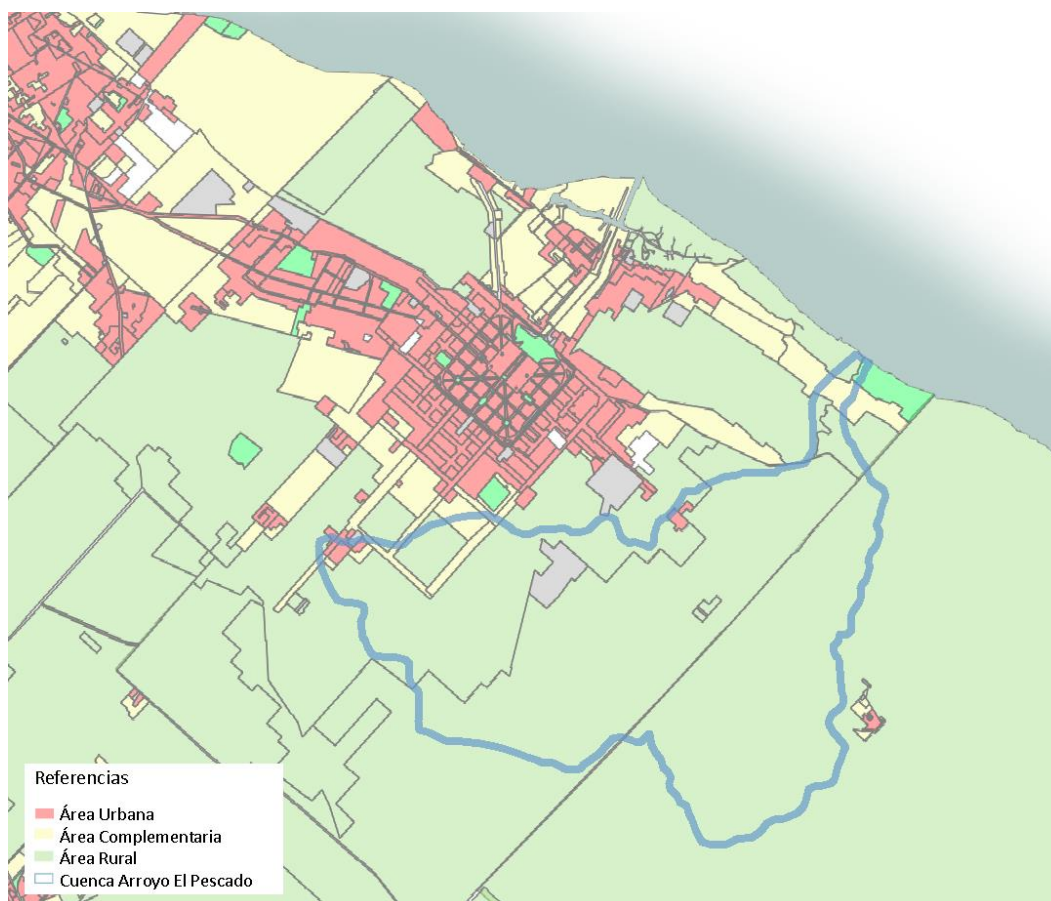 Referencias
Área Urbana
Área Complementaria
Área Rural
Cuenca Arroyo El Pescado